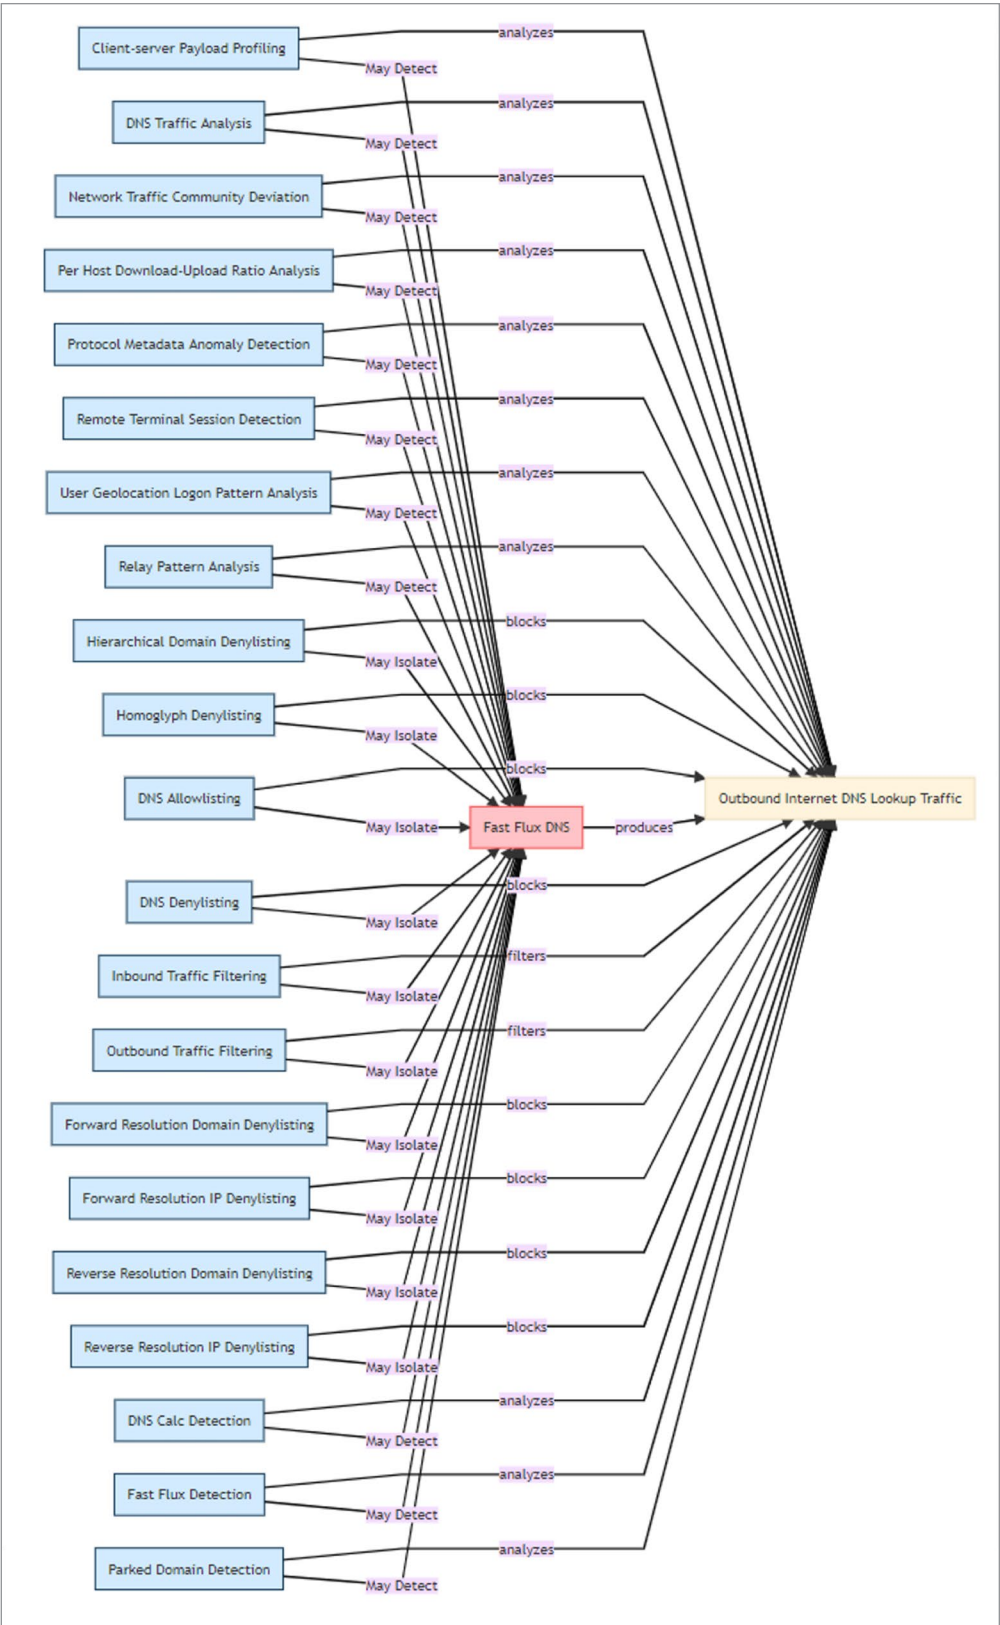 analyzes
Client-server Payload Profiling
May Detect
analyzes
DNS Traffic Analysis
May Detect
analyzes
Network Traffic Community Deviation
May Detect
analyzes
Per Host Download-Upload Ratio Analysis
May Detect
analyzes
Protocol Metadata Anomaly Detection
May Detect
analyzes
Remote Terminal Session Detection
May Detect
analyzes
User Geolocation Logon Pattern Analysis
May Detect
analyzes
Relay Pattern Analysis
May Detect
blocks
Hierarchical Domain Denylisting
May Isolate
blocks
Homoglyph Denylisting
May Isolate
blocks
DNS Allowlisting
Outbound Internet DNS Lookup Traffic
May Isolate
Fast Flux DNS
produces
blocks
DNS Denylisting
May Isolate
filters
Inbound Traffic Filtering
May Isolate
filters
Outbound Traffic Filtering
May Isolate
blocks
Forward Resolution Domain Denylisting
May Isolate
blocks
Forward Resolution IP Denylisting
May Isolate
blocks
Reverse Resolution Domain Denylisting
May Isolate
blocks
Reverse Resolution IP Denylisting
May Isolate
analyzes
DNS Calc Detection
May Detect
analyzes
Fast Flux Detection
May Detect
analyzes
Parked Domain Detection
May Detect